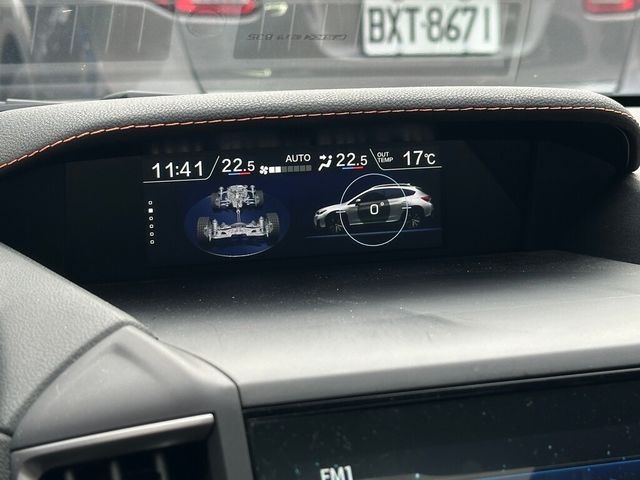 BXT·8671
11:41 22.5 AUTO 22.5 OUT TEMP 17°C
0°
FM1